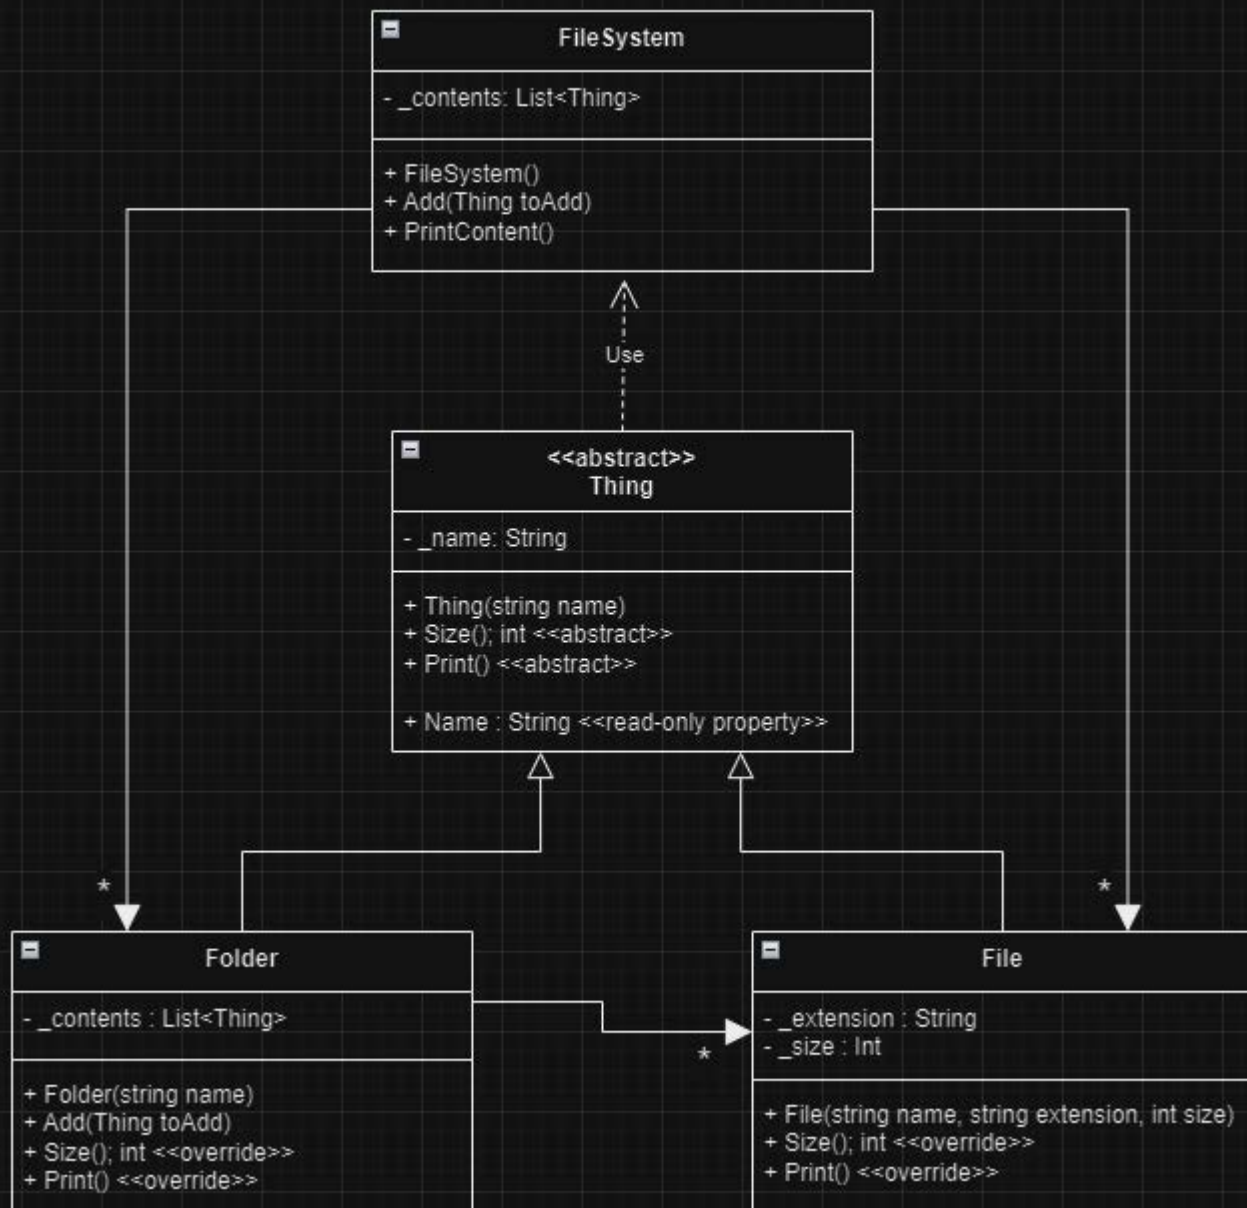 FileSystem
- _contents: List<Thing>
+ FileSystem()
+ Add(Thing toAdd)
+ PrintContent()
Use
<<abstract>>
Thing
- _name: String
+ Thing(string name)
+ Size(); int <<abstract>>
+ Print() <<abstract>>
+ Name : String <<read-only property>>
*
*
Folder
- _contents : List<Thing>
+ Folder(string name)
+ Add(Thing toAdd)
+ Size(); int <<override>>
+ Print() <<override>>
*
File
- _extension : String
- _size : Int
+ File(string name, string extension, int size)
+ Size(); int <<override>>
+ Print() <<override>>